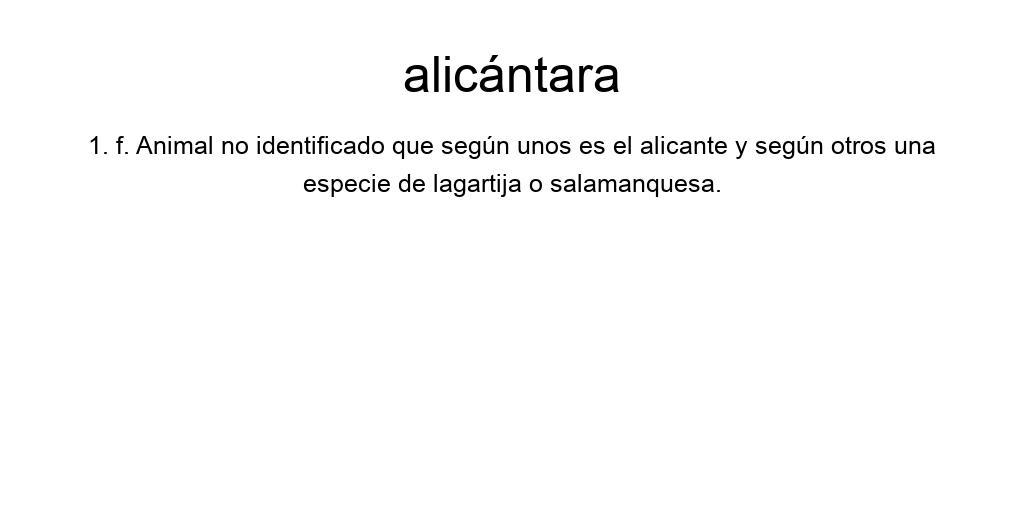 alicántara
1. f. Animal no identificado que según unos es el alicante y según otros una
especie de lagartija o salamanquesa.